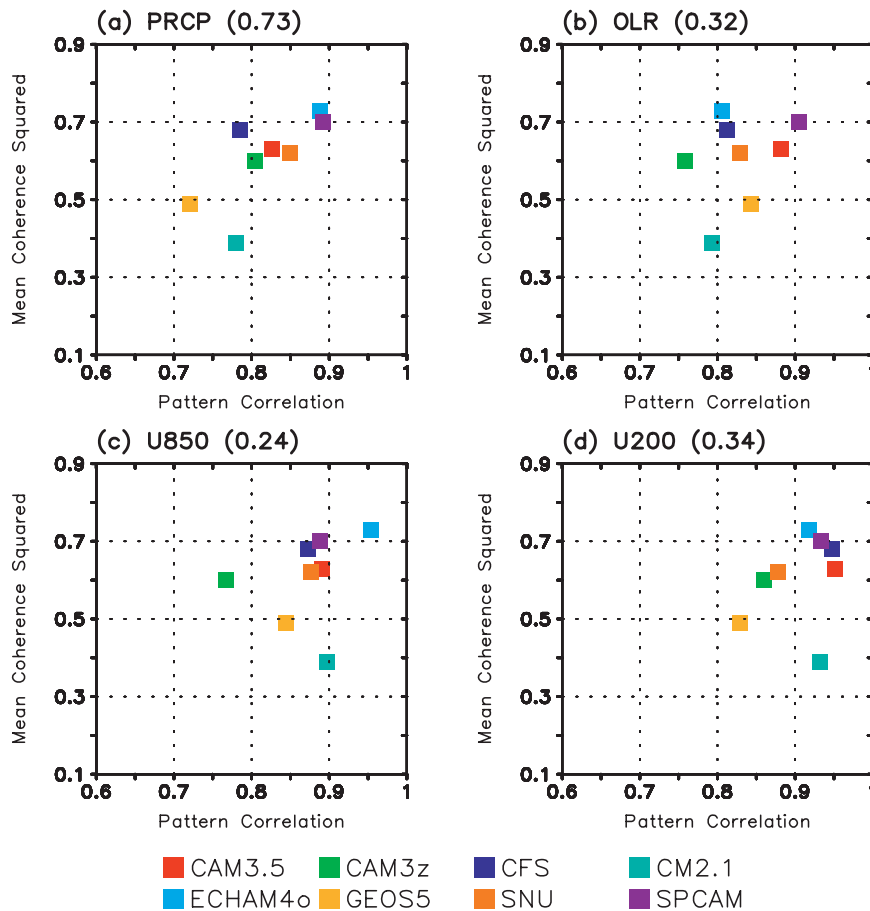 (a) PRCP (0.73)
0.9
0.7
0.5
0.3
0.1
Mean Coherence Squared
0.6 0.7 0.8 0.9 1
Pattern Correlation
(b) OLR (0.32)
0.9
0.7
0.5
0.3
0.1
Mean Coherence Squared
0.6 0.7 0.8 0.9 1
Pattern Correlation
(c) U850 (0.24)
0.9
0.7
0.5
0.3
0.1
Mean Coherence Squared
0.6 0.7 0.8 0.9 1
Pattern Correlation
(d) U200 (0.34)
0.9
0.7
0.5
0.3
0.1
Mean Coherence Squared
0.6 0.7 0.8 0.9 1
Pattern Correlation
CAM3.5 CAM3z CFS CM2.1
ECHAM4o GEOS5 SNU SPCAM